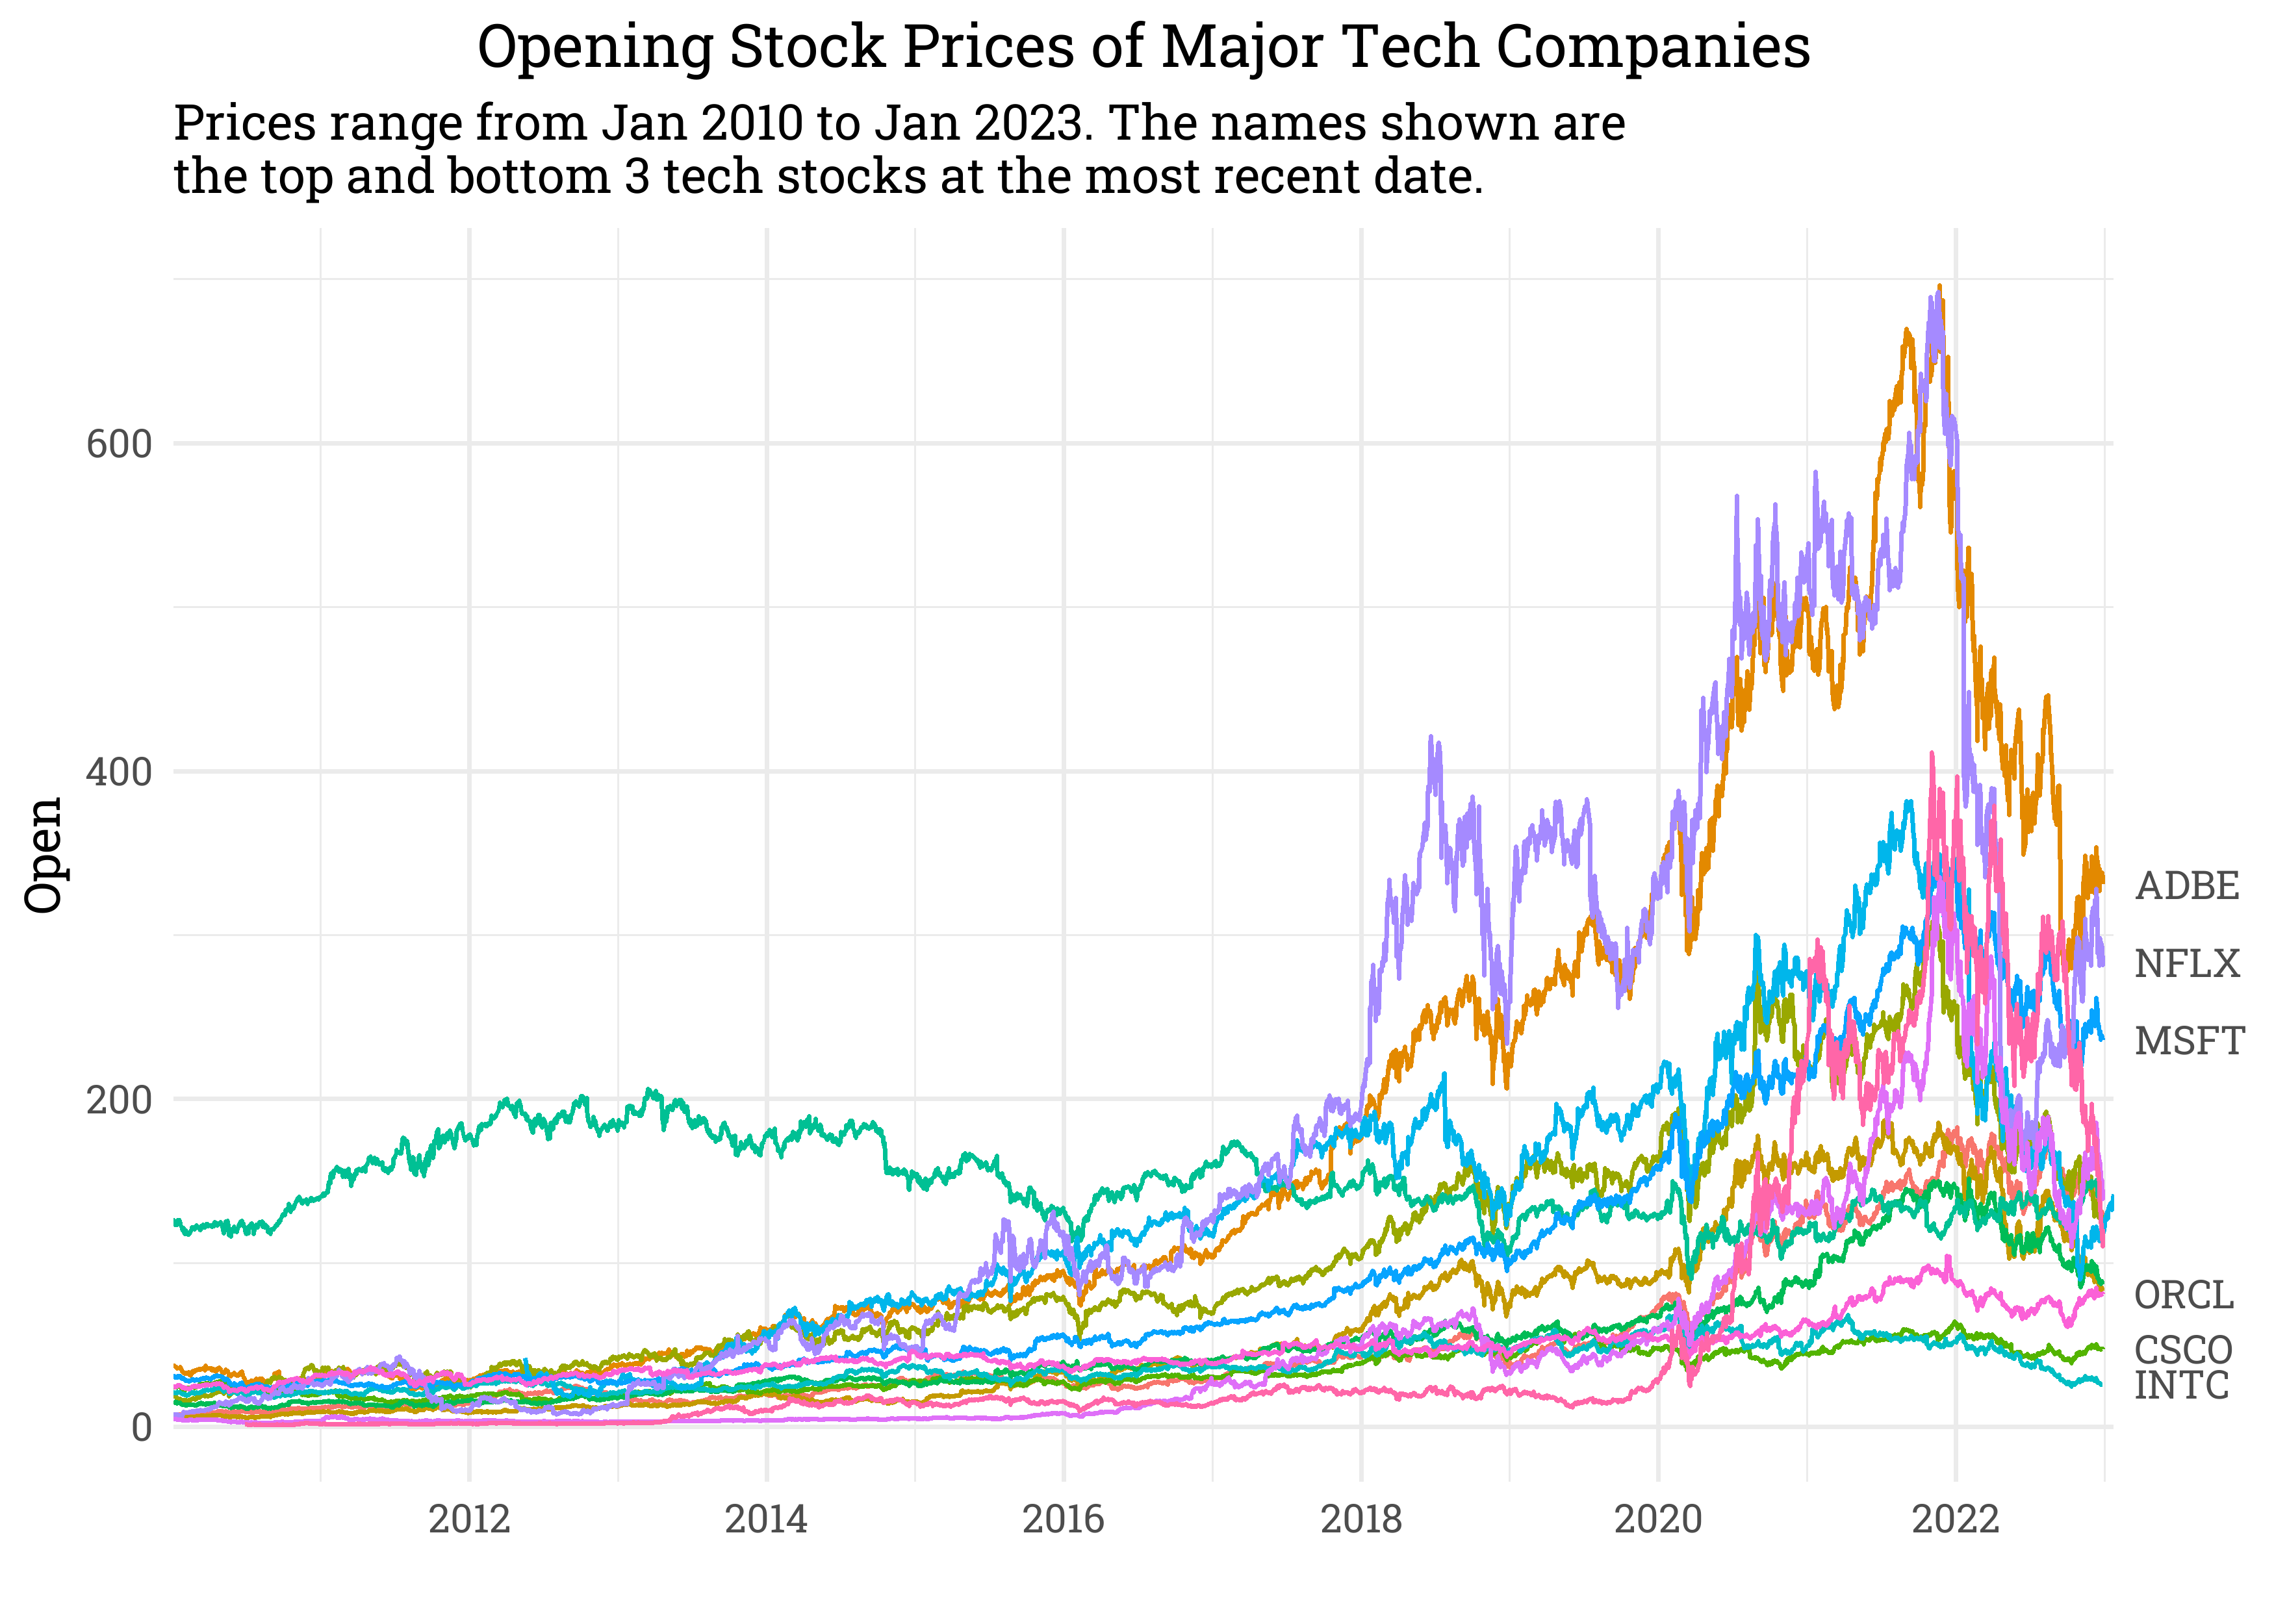 Opening Stock Prices of Major Tech Companies
Prices range from Jan 2010 to Jan 2023. The names shown are
the top and bottom 3 tech stocks at the most recent date.
Open
600
400
200
0
2012
2014
2016
2018
2020
2022
ADBE
NFLX
MSFT
ORCL
CSCO
INTC